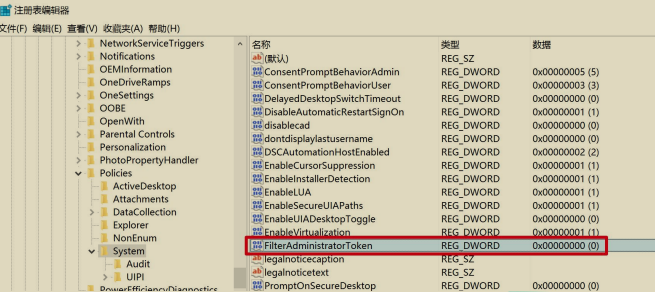 注册表编辑器
文件(F) 编辑(E) 查看(V) 收藏夹(A) 帮助(H)
NetworkServiceTriggers
Notifications
OEMInformation
OneDriveRamps
OneSettings
OOBE
OpenWith
Parental Controls
Personalization
PhotoPropertyHandler
Policies
ActiveDesktop
Attachments
DataCollection
Explorer
NonEnum
System
Audit
UIPI
PowerEfficiencyDiagnostics
名称 类型 数据
(默认) REG_SZ
ConsentPromptBehaviorAdmin REG_DWORD 0x00000005 (5)
ConsentPromptBehaviorUser REG_DWORD 0x00000003 (3)
DelayedDesktopSwitchTimeout REG_DWORD 0x00000000 (0)
DisableAutomaticRestartSignOn REG_DWORD 0x00000001 (1)
disablecad REG_DWORD 0x00000000 (0)
dontdisplaylastusername REG_DWORD 0x00000000 (0)
DSCAutomationHostEnabled REG_DWORD 0x00000002 (2)
EnableCursorSuppression REG_DWORD 0x00000001 (1)
EnableInstallerDetection REG_DWORD 0x00000001 (1)
EnableLUA REG_DWORD 0x00000001 (1)
EnableSecureUIAPaths REG_DWORD 0x00000001 (1)
EnableUIADesktopToggle REG_DWORD 0x00000000 (0)
EnableVirtualization REG_DWORD 0x00000001 (1)
FilterAdministratorToken REG_DWORD 0x00000000 (0)
legalnoticecaption REG_SZ
legalnoticetext REG_SZ
PromptOnSecureDesktop REG_DWORD 0x00000000 (0)